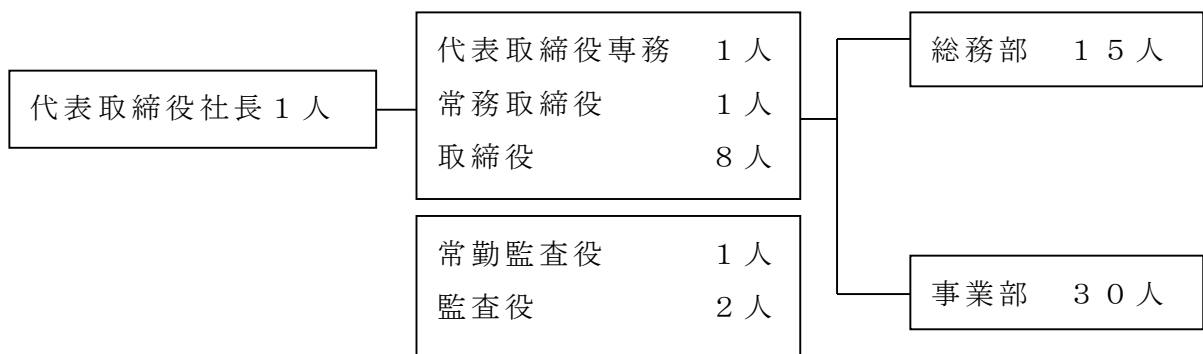 代表取締役社長１人
代表取締役専務　１人
常務取締役　１人
取締役　８人
常勤監査役　１人
監査役　２人
総務部　１５人
事業部　３０人